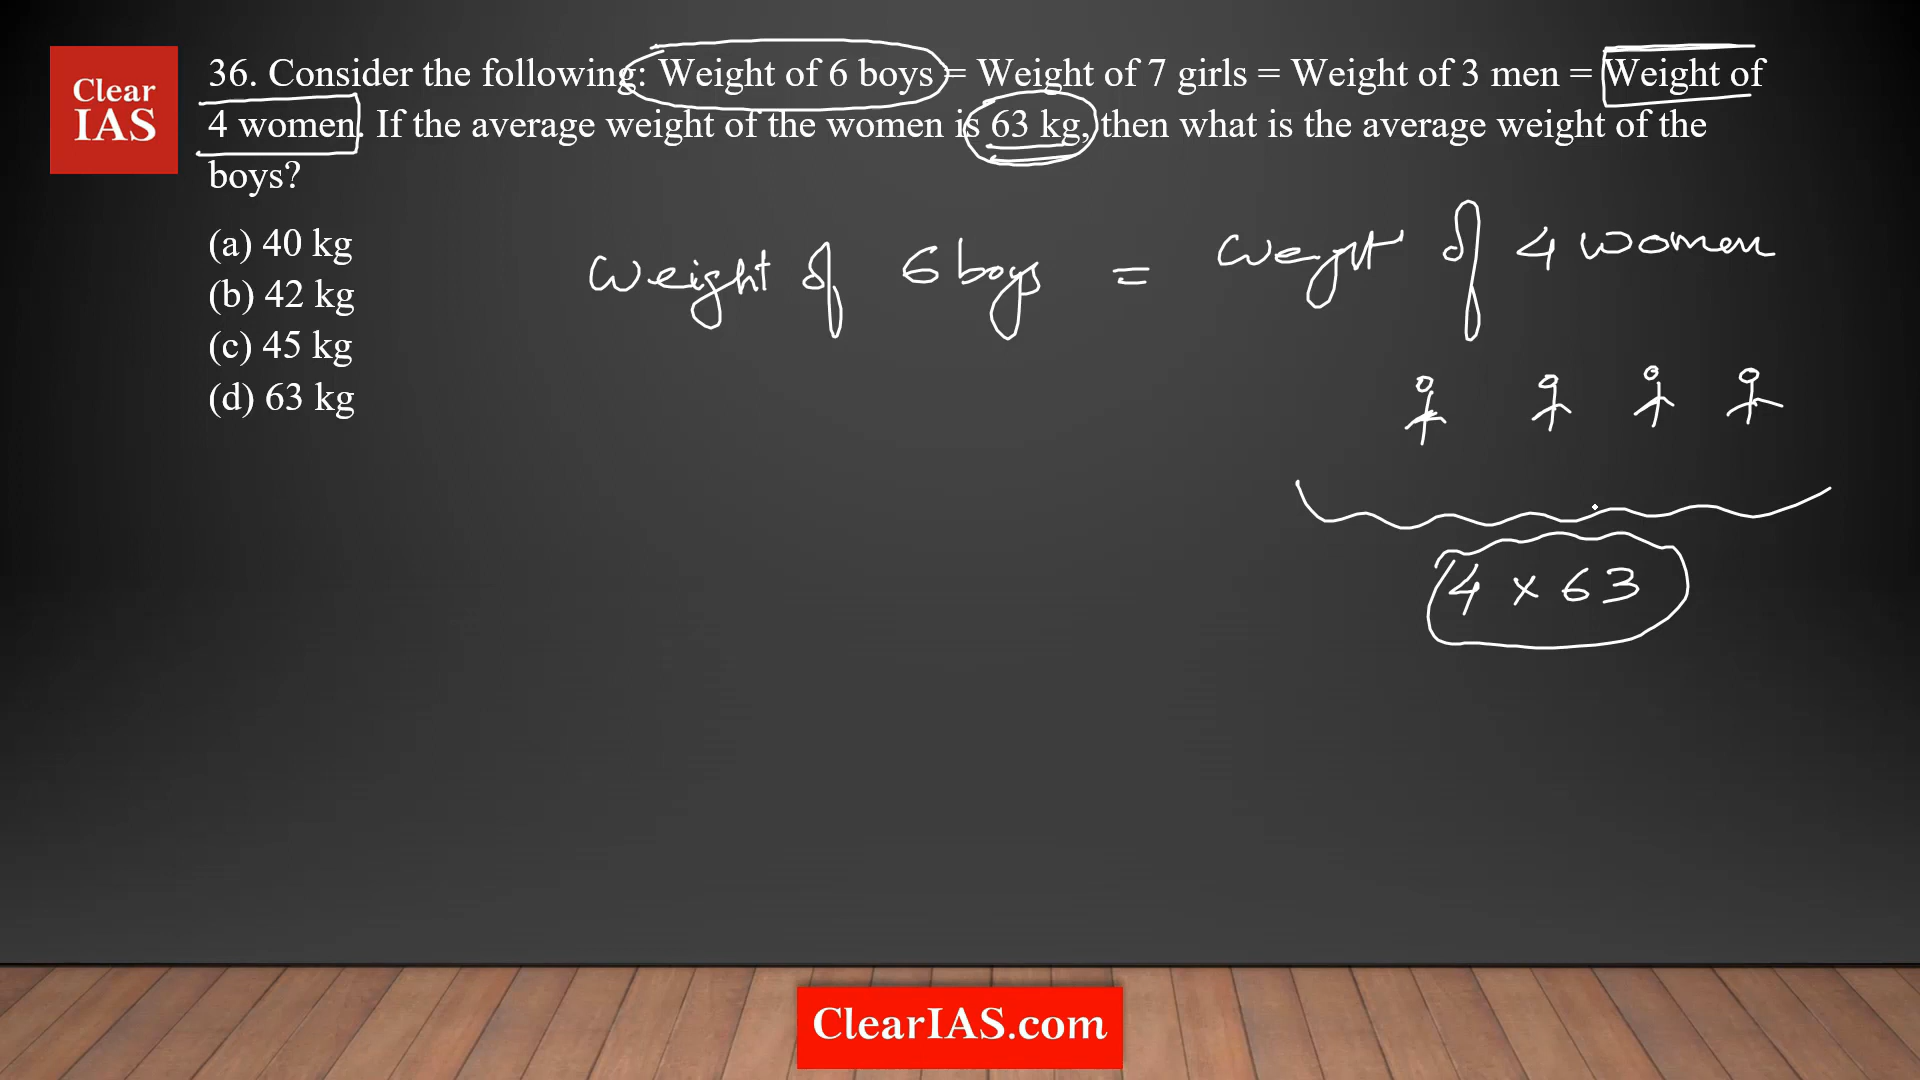 Clear
IAS
36. Consider the following: Weight of 6 boys = Weight of 7 girls = Weight of 3 men = Weight of
4 women. If the average weight of the women is 63 kg, then what is the average weight of the
boys?
(a) 40 kg
(b) 42 kg
(c) 45 kg
(d) 63 kg
Weight of 6 boys = Weight of 4 women
4 × 63
ClearIAS.com